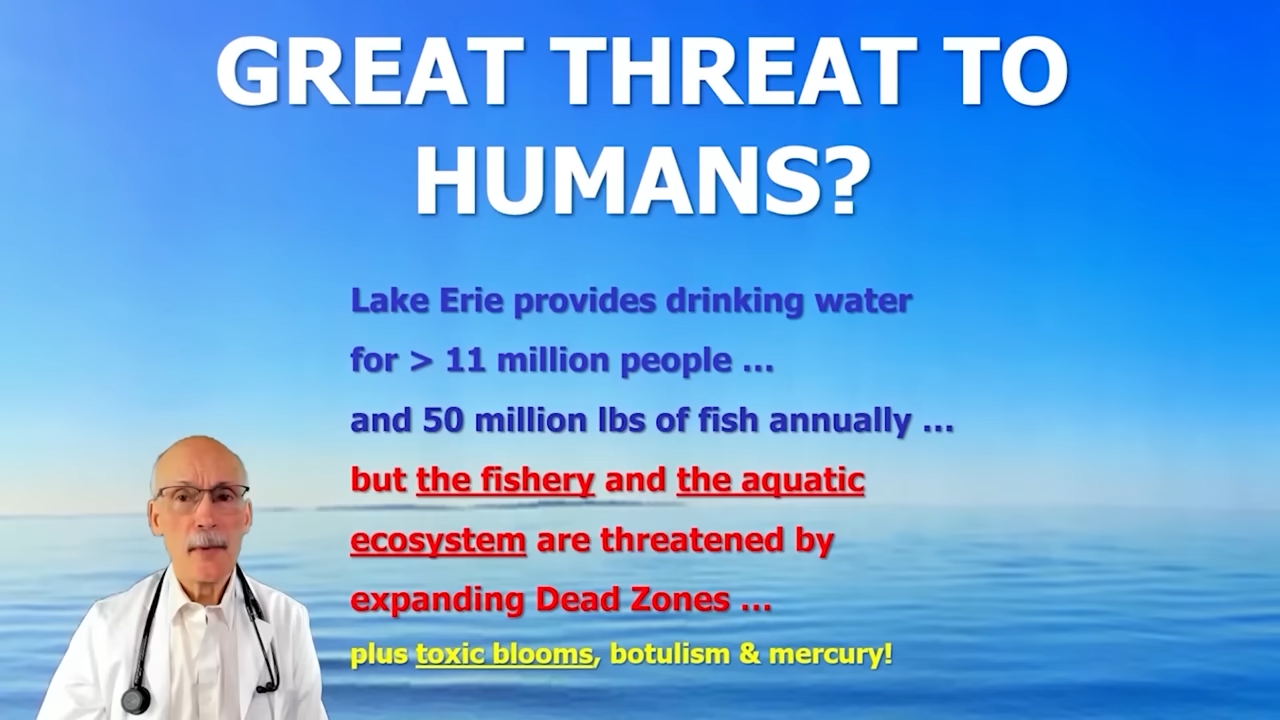 GREAT THREAT TO
HUMANS?
Lake Erie provides drinking water
for > 11 million people ...
and 50 million lbs of fish annually ...
but the fishery and the aquatic
ecosystem are threatened by
expanding Dead Zones ...
plus toxic blooms, botulism & mercury!